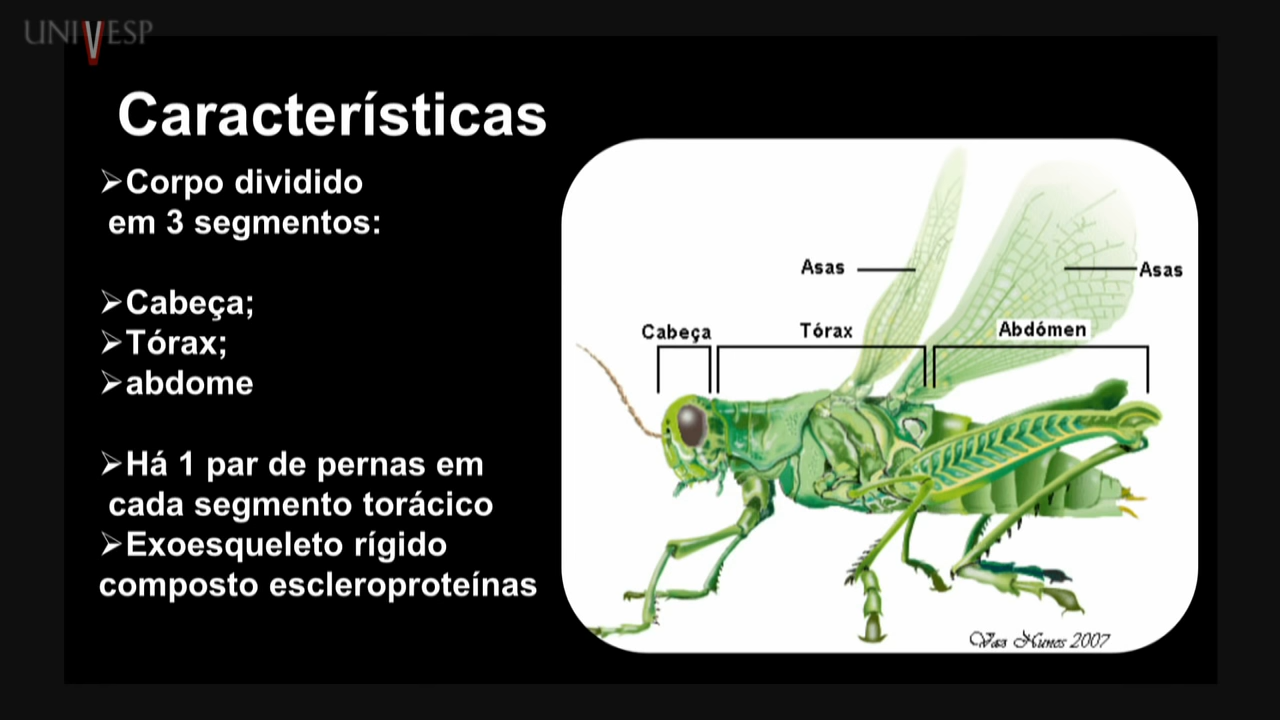 UNIVESP
Características
➢Corpo dividido
em 3 segmentos:
➢Cabeça;
➢Tórax;
➢abdome
➢Há 1 par de pernas em
cada segmento torácico
➢Exoesqueleto rígido
composto escleroproteínas
Asas
Asas
Cabeça
Tórax
Abdómen
Vaz Nunes 2007